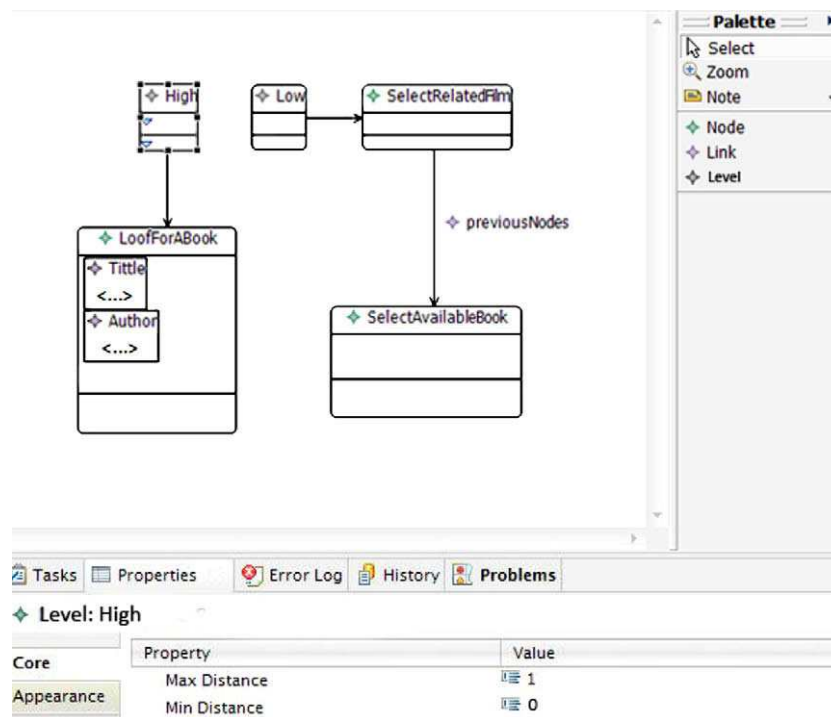 Palette
Select
Zoom
Note
Node
Link
Level
High
Low
SelectRelatedFilm
LoofForABook
Tittle
<...>
Author
<...>
previousNodes
SelectAvailableBook
Tasks Properties Error Log History Problems
Level: High
Core
Appearance
Property Value
Max Distance 1
Min Distance 0